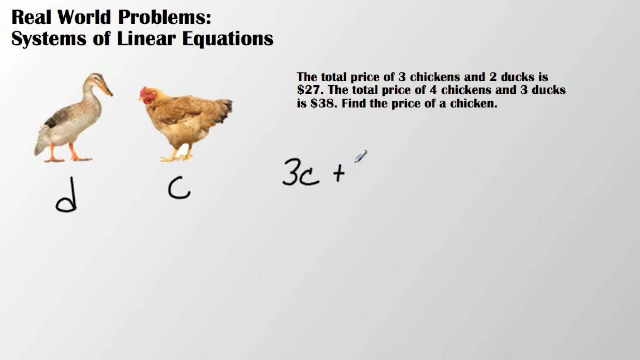 Real World Problems:
Systems of Linear Equations
The total price of 3 chickens and 2 ducks is
$27. The total price of 4 chickens and 3 ducks
is $38. Find the price of a chicken.
d
c
3c +